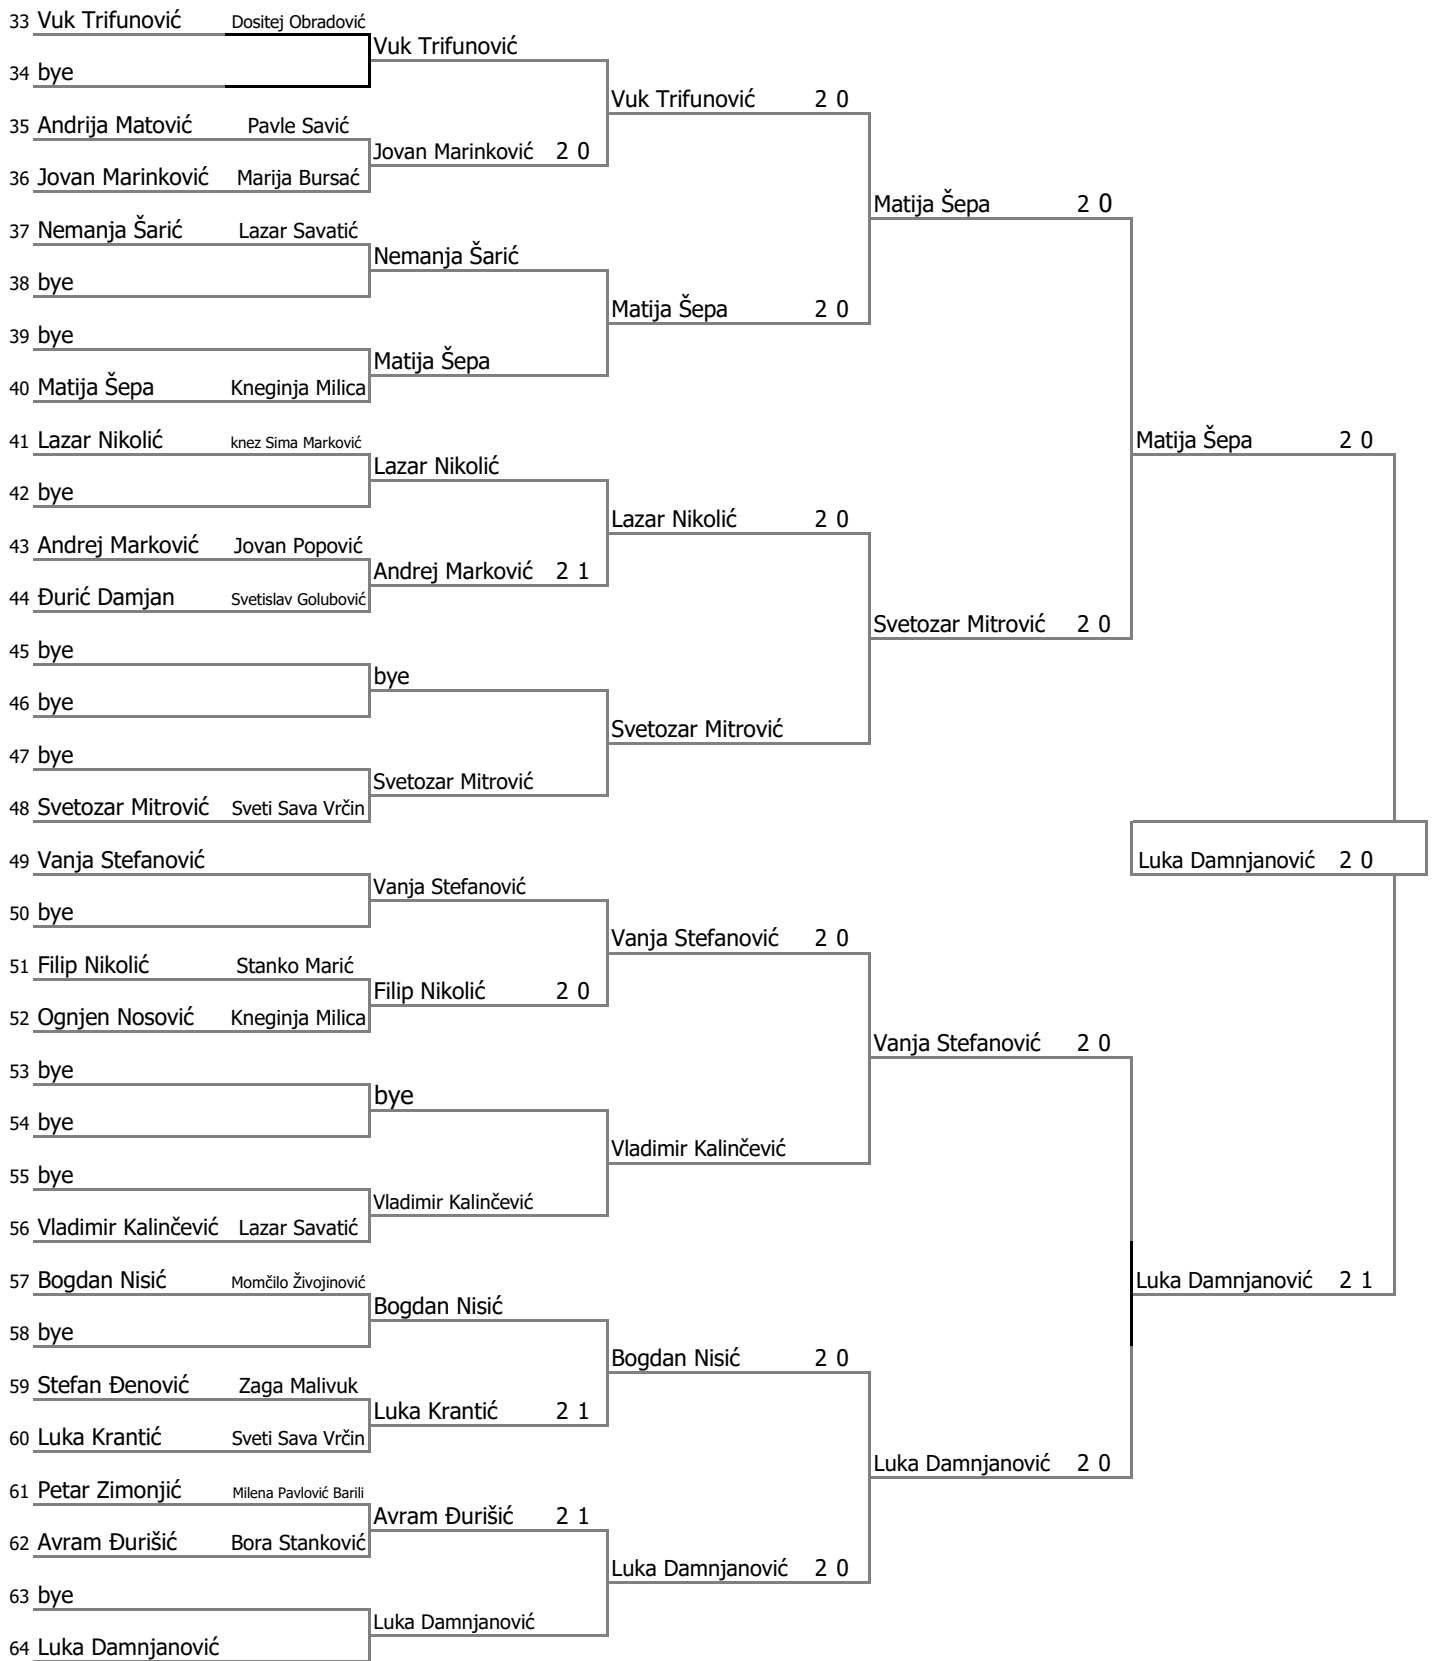 33 Vuk Trifunović Dositej Obradović
Vuk Trifunović
34 bye
Vuk Trifunović 2 0
35 Andrija Matović Pavle Savić
Jovan Marinković 2 0
36 Jovan Marinković Marija Bursać
Matija Šepa 2 0
37 Nemanja Šarić Lazar Savatić
Nemanja Šarić
38 bye
Matija Šepa 2 0
39 bye
Matija Šepa
40 Matija Šepa Kneginja Milica
41 Lazar Nikolić knez Sima Marković
Matija Šepa 2 0
Lazar Nikolić
42 bye
Lazar Nikolić 2 0
43 Andrej Marković Jovan Popović
Andrej Marković 2 1
44 Đurić Damjan Svetislav Golubović
Svetozar Mitrović 2 0
45 bye
bye
46 bye
Svetozar Mitrović
47 bye
Svetozar Mitrović
48 Svetozar Mitrović Sveti Sava Vrčin
49 Vanja Stefanović
Luka Damnjanović 2 0
Vanja Stefanović
50 bye
Vanja Stefanović 2 0
51 Filip Nikolić Stanko Marić
Filip Nikolić 2 0
52 Ognjen Nosović Kneginja Milica
Vanja Stefanović 2 0
53 bye
bye
54 bye
Vladimir Kalinčević
55 bye
Vladimir Kalinčević
56 Vladimir Kalinčević Lazar Savatić
57 Bogdan Nisić Momčilo Živojinović
Luka Damnjanović 2 1
Bogdan Nisić
58 bye
Bogdan Nisić 2 0
59 Stefan Đenović Zaga Malivuk
Luka Krantić 2 1
60 Luka Krantić Sveti Sava Vrčin
Luka Damnjanović 2 0
61 Petar Zimonjić Milena Pavlović Barili
Avram Đurišić 2 1
62 Avram Đurišić Bora Stanković
Luka Damnjanović 2 0
63 bye
Luka Damnjanović
64 Luka Damnjanović